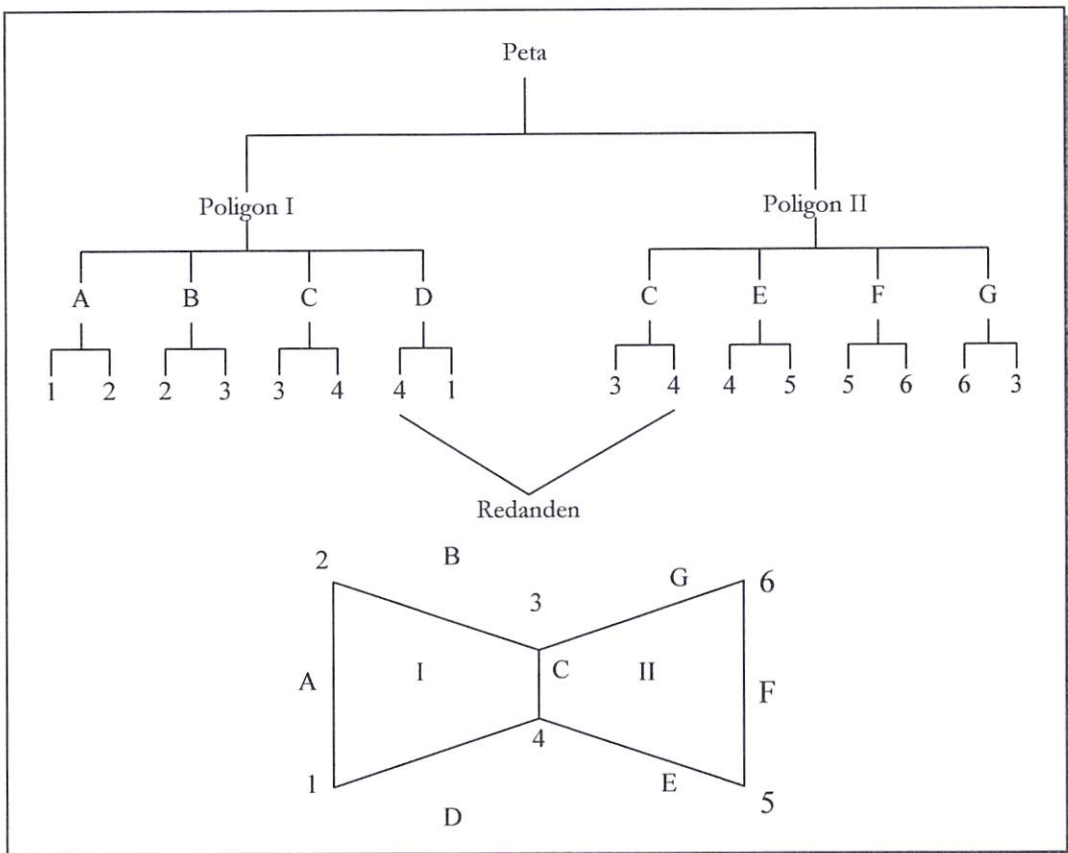 Peta
Poligon I Poligon II
A B C D C E F G
1 2 2 3 3 4 4 1 3 4 4 5 5 6 6 3
Redanden
2 B G 6
3
A I C II F
4
1 E 5
D